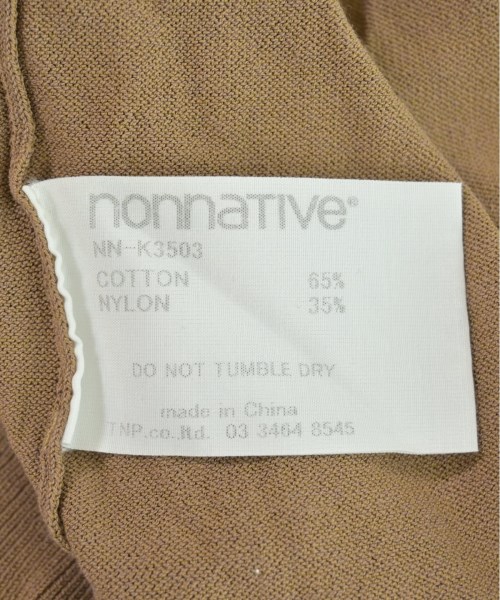 nonnative®
NN-K3503
COTTON 65%
NYLON 35%
DO NOT TUMBLE DRY
made in China
TNP.co.,ltd. 03 3464 8545